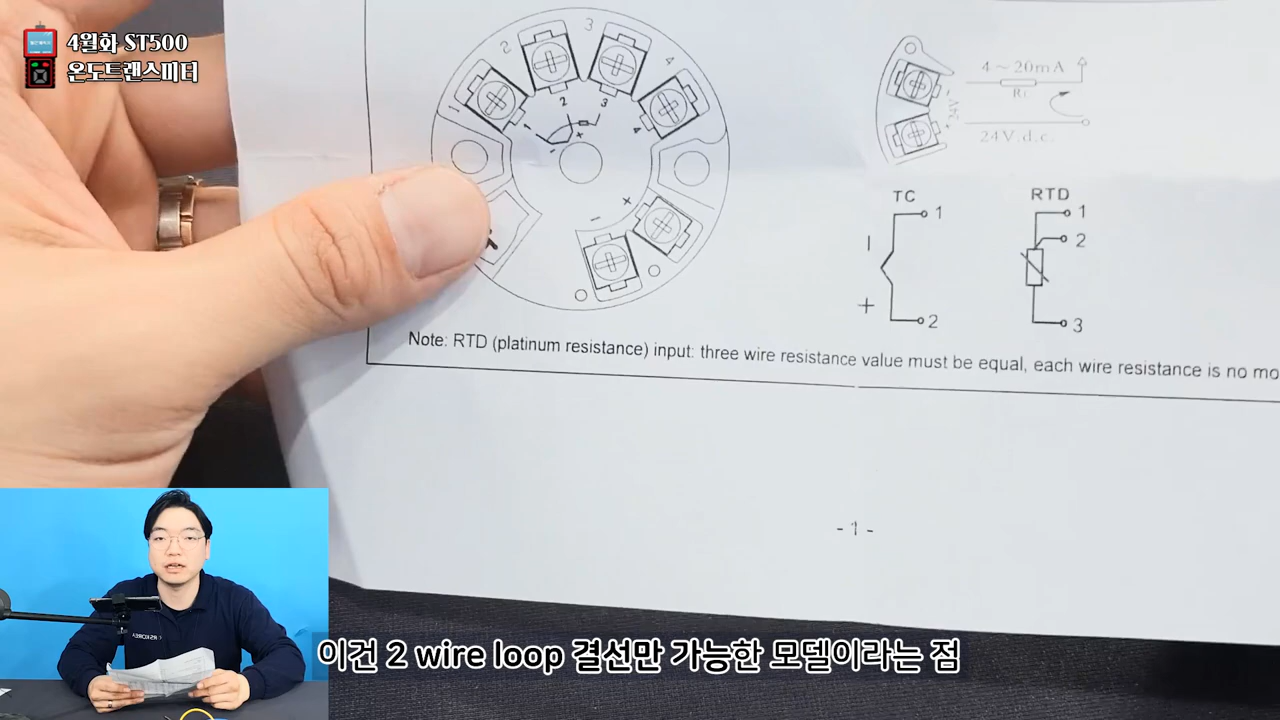 4월화 ST500
온도트랜스미터
1
2
3
4
1
2
3
4
+
-
-
+
4～20mA
RL
24V
24V.d.c.
TC
1
-
+
2
RTD
1
2
3
Note: RTD (platinum resistance) input: three wire resistance value must be equal, each wire resistance is no mo
- 1 -
이건 2 wire loop 결선만 가능한 모델이라는 점